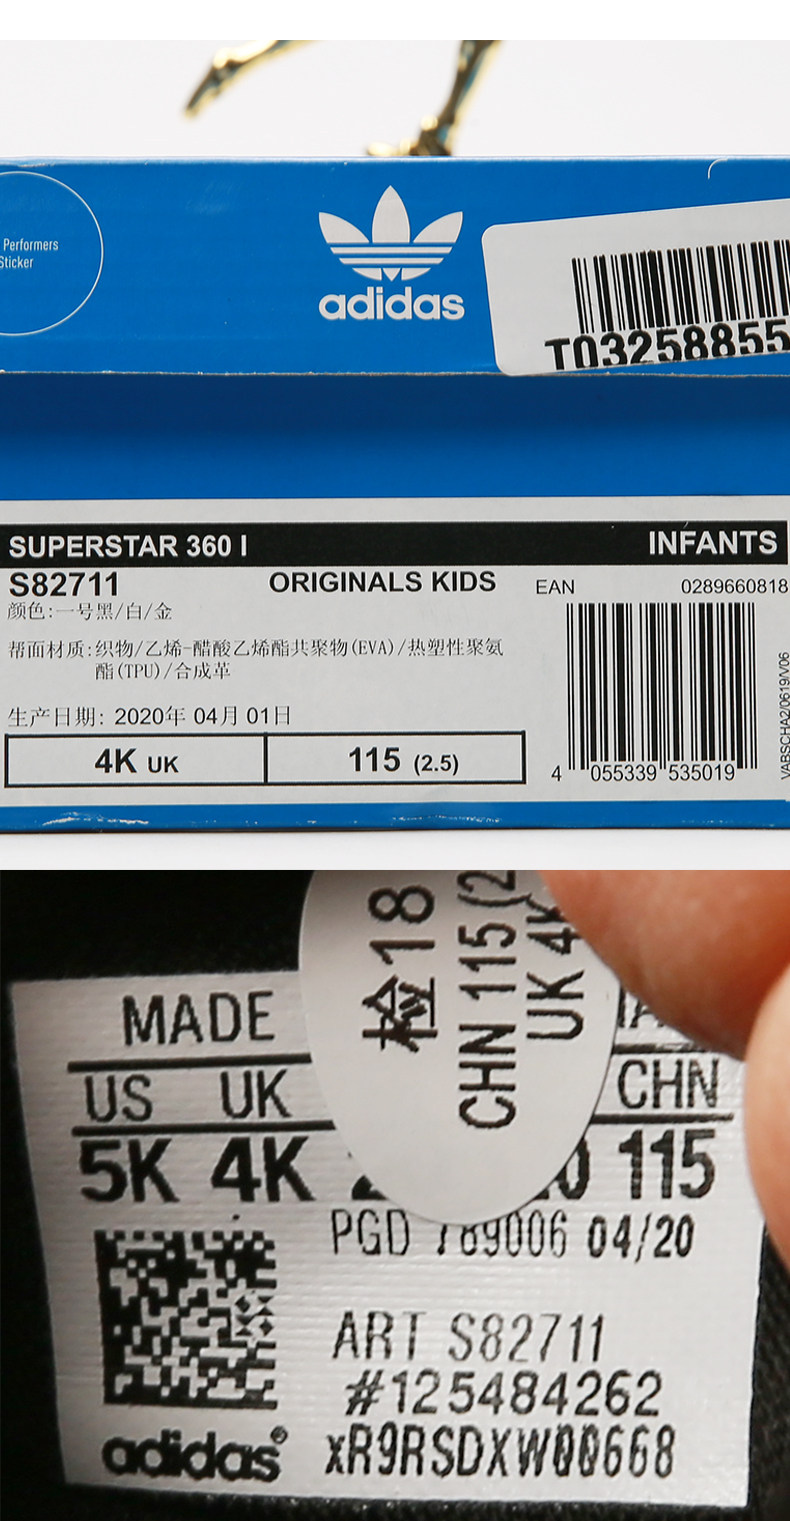 Performers
Sticker
adidas
T03258855
SUPERSTAR 360 I
INFANTS
S82711
ORIGINALS KIDS
EAN
0289660818
颜色:一号黑/白/金
帮面材质:织物/乙烯-醋酸乙烯酯共聚物(EVA)/热塑性聚氨
酯(TPU)/合成革
生产日期: 2020年 04月 01日
4K UK
115 (2.5)
4 055339 535019
VABSCHA2/0619/V06
检18
CHN 115 (2
UK 4K
MADE
US UK CHN
5K 4K 115
PGD 789006 04/20
ART S82711
#125484262
adidas®
xR9RSDXW00668